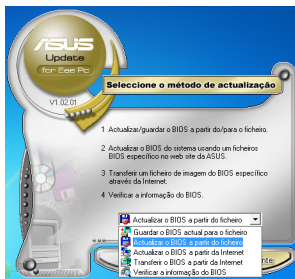 ASUS
Update
for Eee Pc
V1.02.01
Seleccione o método de actualização
1 Actualizar/guardar o BIOS a partir do/para o ficheiro.
2 Actualizar o BIOS do sistema usando um ficheiros
BIOS específico no web site da ASUS.
3 Transferir um ficheiro de imagem do BIOS específico
através da Internet.
4 Verificar a informação do BIOS.
Actualizar o BIOS a partir do ficheiro
Guardar o BIOS actual para o ficheiro
Actualizar o BIOS a partir do ficheiro
Actualizar o BIOS a partir da Internet
Transferir o BIOS a partir da Internet
Verificar a informação do BIOS